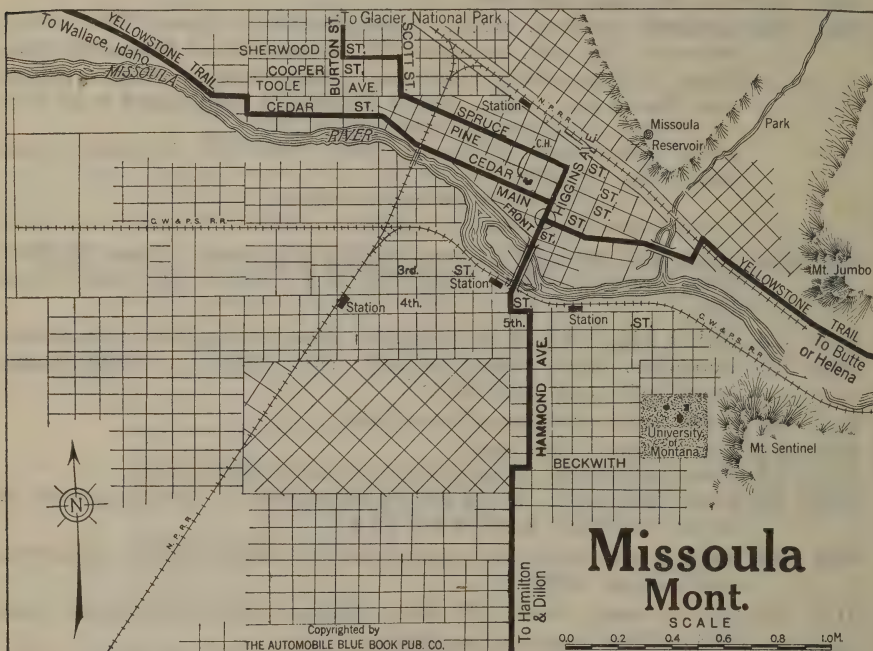 To Glacier National Park
YELLOWSTONE TRAIL
To Wallace, Idaho
MISSOULA
RIVER
BURTON ST.
SCOTT ST.
SHERWOOD ST.
COOPER ST.
TOOLE AVE.
CEDAR ST.
Station
N.P.R.R.
SPRUCE ST.
PINE ST.
CEDAR ST.
MAIN ST.
FRONT ST.
C.H.
HIGGINS AVE
Missoula
Reservoir
Park
Mt. Jumbo
YELLOWSTONE TRAIL
To Butte
or Helena
C. W & P.S. R.R.
3rd. ST.
Station
4th. ST.
Station
5th. ST.
Station
C. W & P.S. R.R.
HAMMOND AVE.
University
of
Montana
Mt. Sentinel
BECKWITH
N
N.P.R.R.
To Hamilton
& Dillon
Missoula
Mont.
SCALE
0.0 0.2 0.4 0.6 0.8 1.0M.
Copyrighted by
THE AUTOMOBILE BLUE BOOK PUB. CO.